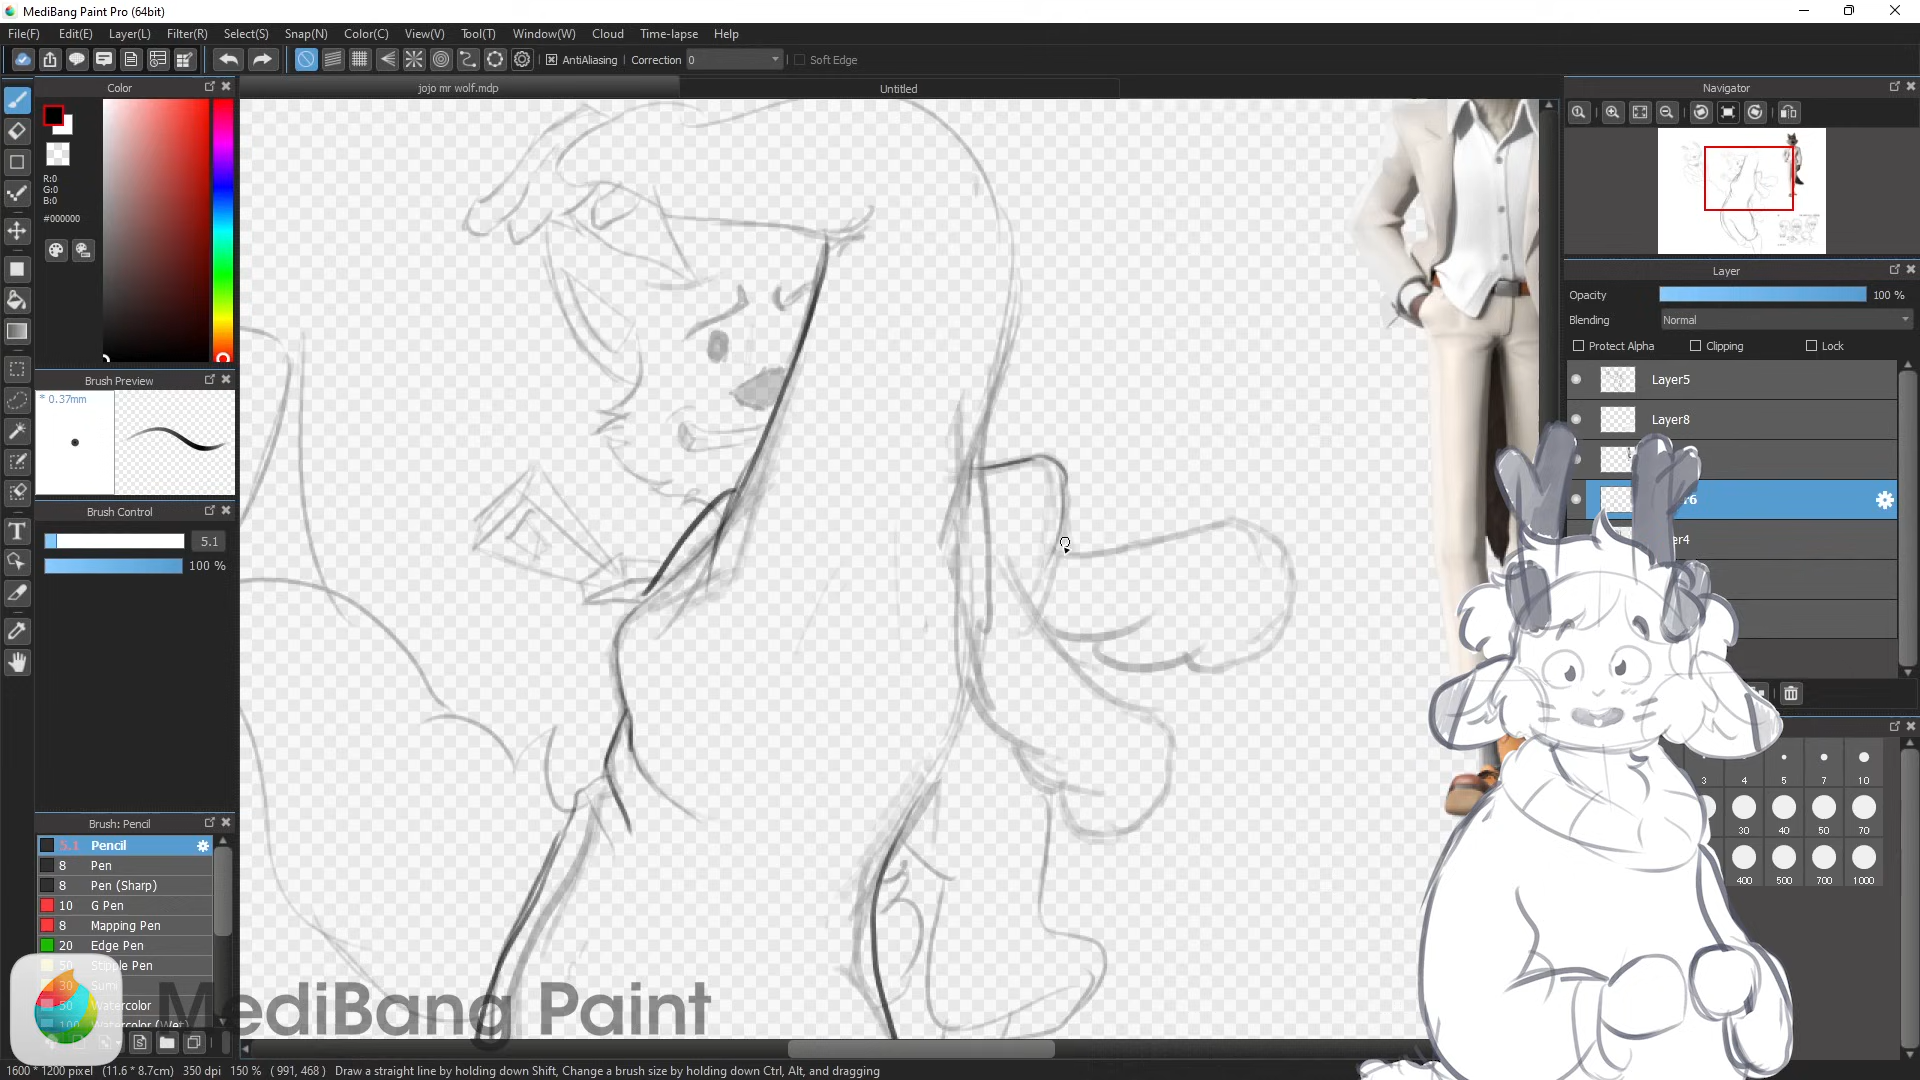 MediBang Paint Pro (64bit)
File(F) Edit(E) Layer(L) Filter(R) Select(S) Snap(N) Color(C) View(V) Tool(T) Window(W) Cloud Time-lapse Help
AntiAliasing Correction 0 Soft Edge
Color
jojo mr wolf.mdp
Untitled
Navigator
R:0
G:0
B:0
#000000
Layer
Opacity 100 %
Blending Normal
Protect Alpha Clipping Lock
Brush Preview
* 0.37mm
Layer5
Layer8
Brush Control
5.1
100 %
Brush: Pencil
5.1 Pencil
8 Pen
8 Pen (Sharp)
10 G Pen
8 Mapping Pen
20 Edge Pen
50 Stipple Pen
30 Sumi
50 Watercolor
100 Watercolor (Wet)
3 4 5 7 10
30 40 50 70
400 500 700 1000
MediBang Paint
1600 * 1200 pixel (11.6 * 8.7cm) 350 dpi 150 % ( 991, 468 ) Draw a straight line by holding down Shift, Change a brush size by holding down Ctrl, Alt, and dragging